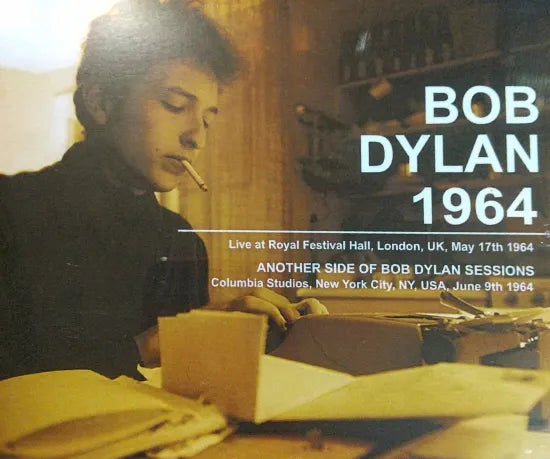 BOB
DYLAN
1964
Live at Royal Festival Hall, London, UK, May 17th 1964
ANOTHER SIDE OF BOB DYLAN SESSIONS
Columbia Studios, New York City, NY, USA, June 9th 1964